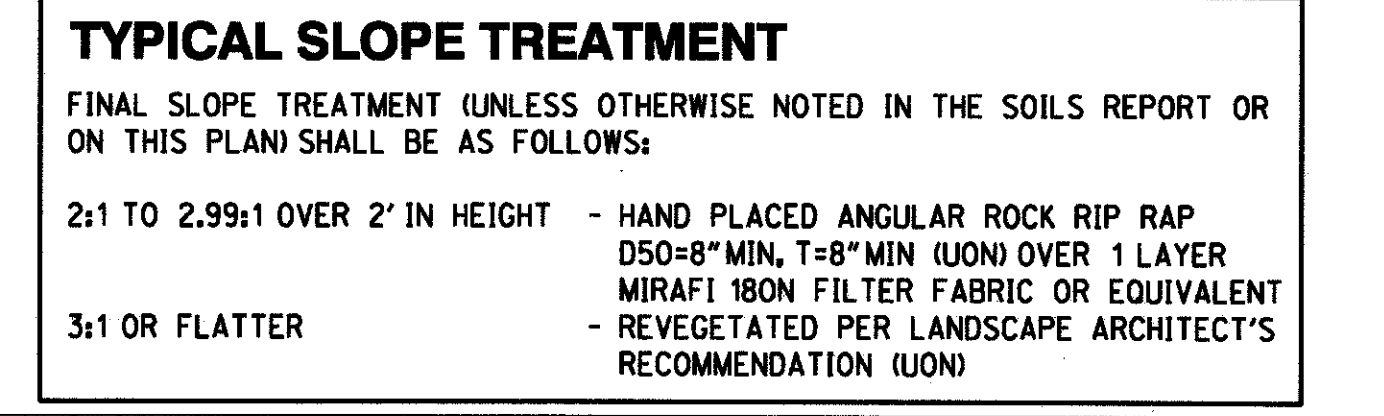 TYPICAL SLOPE TREATMENT
FINAL SLOPE TREATMENT (UNLESS OTHERWISE NOTED IN THE SOILS REPORT OR
ON THIS PLAN) SHALL BE AS FOLLOWS:
2:1 TO 2.99:1 OVER 2' IN HEIGHT - HAND PLACED ANGULAR ROCK RIP RAP
D50=8" MIN, T=8" MIN (UON) OVER 1 LAYER
MIRAFI 180N FILTER FABRIC OR EQUIVALENT
3:1 OR FLATTER - REVEGETATED PER LANDSCAPE ARCHITECT'S
RECOMMENDATION (UON)